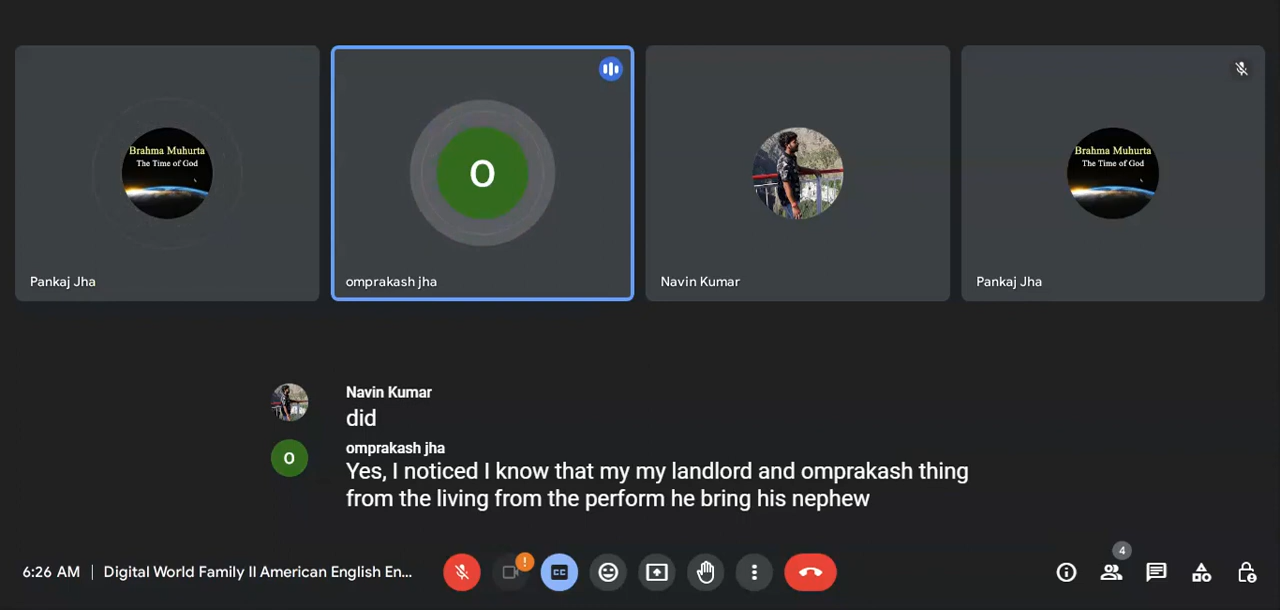 Brahma Muhurta
The Time of God
Pankaj Jha
O
omprakash jha
Navin Kumar
Brahma Muhurta
The Time of God
Pankaj Jha
Navin Kumar
did
O
omprakash jha
Yes, I noticed I know that my my landlord and omprakash thing
from the living from the perform he bring his nephew
6:26 AM | Digital World Family II American English En...
!
CC
4